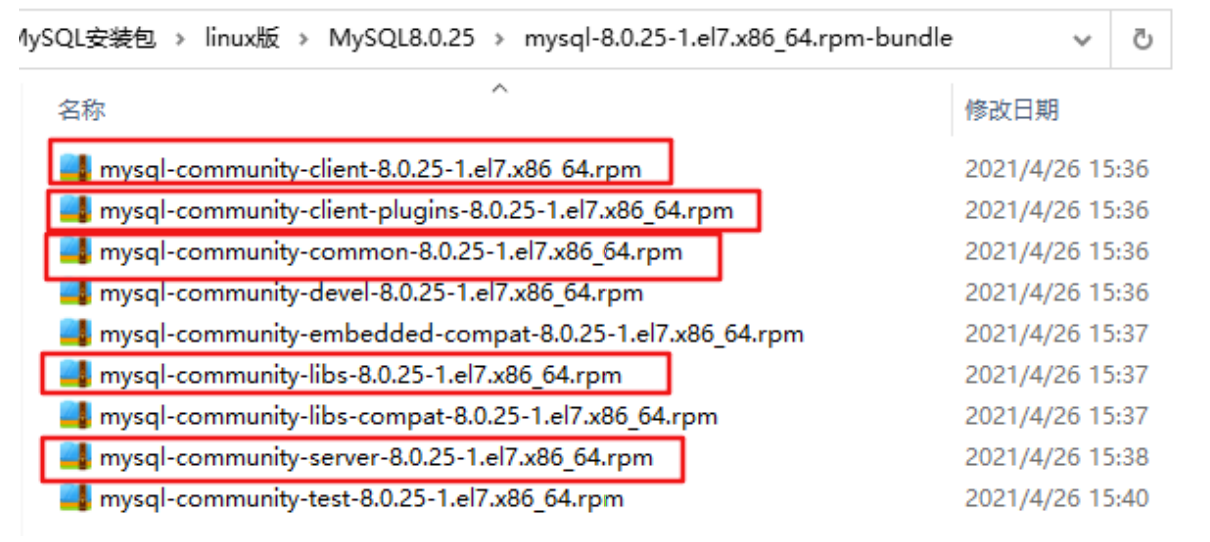 MySQL安装包 › linux版 › MySQL8.0.25 › mysql-8.0.25-1.el7.x86_64.rpm-bundle
名称 修改日期
mysql-community-client-8.0.25-1.el7.x86_64.rpm 2021/4/26 15:36
mysql-community-client-plugins-8.0.25-1.el7.x86_64.rpm 2021/4/26 15:36
mysql-community-common-8.0.25-1.el7.x86_64.rpm 2021/4/26 15:36
mysql-community-devel-8.0.25-1.el7.x86_64.rpm 2021/4/26 15:36
mysql-community-embedded-compat-8.0.25-1.el7.x86_64.rpm 2021/4/26 15:37
mysql-community-libs-8.0.25-1.el7.x86_64.rpm 2021/4/26 15:37
mysql-community-libs-compat-8.0.25-1.el7.x86_64.rpm 2021/4/26 15:37
mysql-community-server-8.0.25-1.el7.x86_64.rpm 2021/4/26 15:38
mysql-community-test-8.0.25-1.el7.x86_64.rpm 2021/4/26 15:40